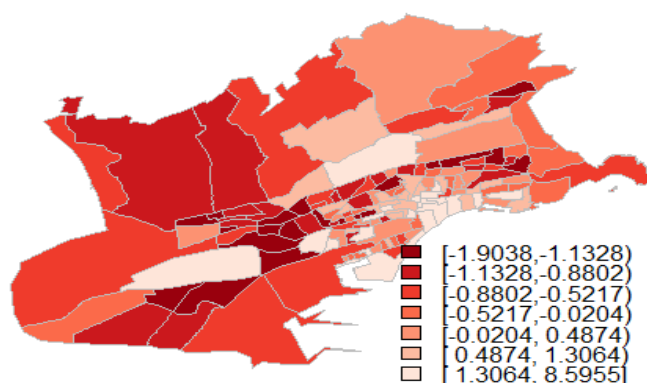 [-1.9038,-1.1328)
[-1.1328,-0.8802)
[-0.8802,-0.5217)
[-0.5217,-0.0204)
[-0.0204, 0.4874)
[ 0.4874, 1.3064)
[ 1.3064, 8.5955]